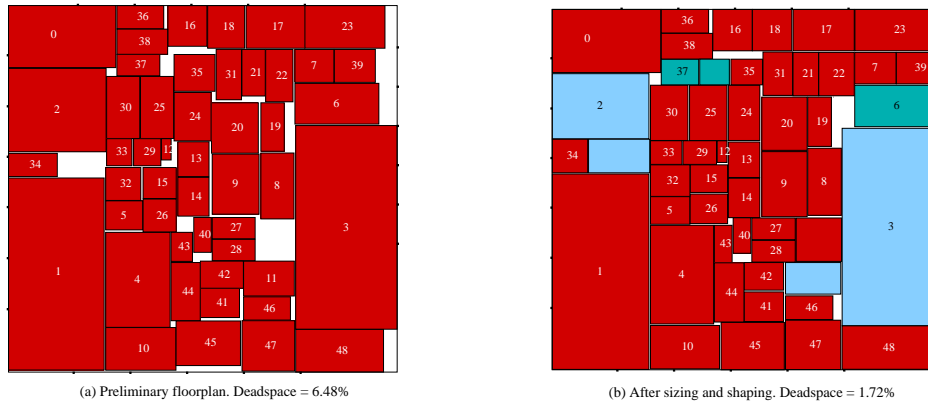 0 36 38 37 16 18 17 23
2 30 25 35 31 21 22 7 39 6
24 20 19
34 33 29 12 13 9 8 3
32 15 14
5 26 27 28 40 43
1 4 44 42 41 11 46
10 45 47 48
(a) Preliminary floorplan. Deadspace = 6.48%
0 36 38 37 16 18 17 23
2 30 25 35 31 21 22 7 39 6
24 20 19
34 33 29 12 13 9 8 3
32 15 14
5 26 27 28 40 43
1 4 44 42 41 46
10 45 47 48
(b) After sizing and shaping. Deadspace = 1.72%